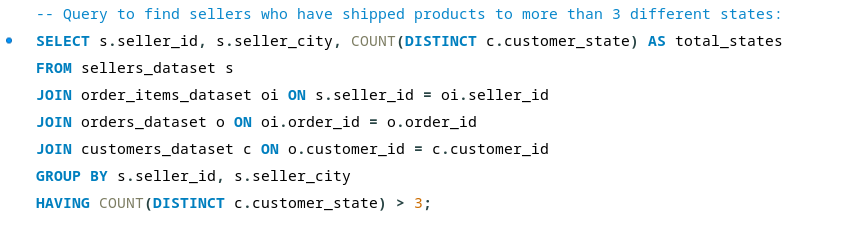 -- Query to find sellers who have shipped products to more than 3 different states:
SELECT s.seller_id, s.seller_city, COUNT(DISTINCT c.customer_state) AS total_states
FROM sellers_dataset s
JOIN order_items_dataset oi ON s.seller_id = oi.seller_id
JOIN orders_dataset o ON oi.order_id = o.order_id
JOIN customers_dataset c ON o.customer_id = c.customer_id
GROUP BY s.seller_id, s.seller_city
HAVING COUNT(DISTINCT c.customer_state) > 3;